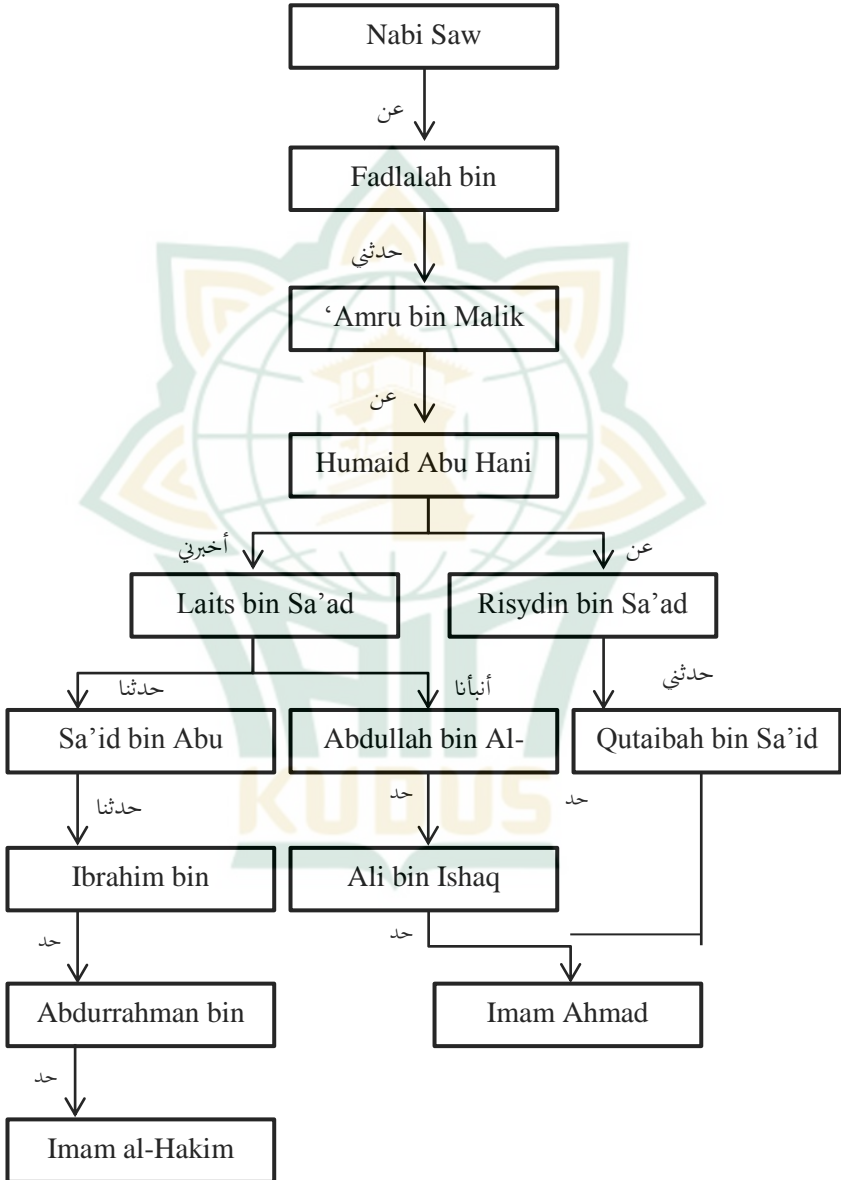 Nabi Saw
عن
Fadlalah bin
حدثني
‘Amru bin Malik
عن
Humaid Abu Hani
أخبرني
عن
Laits bin Sa’ad
Risydin bin Sa’ad
حدثنا
أنبأنا
حدثني
Sa’id bin Abu
Abdullah bin Al-
Qutaibah bin Sa’id
حدثنا
حد
حد
KUDUS
Ibrahim bin
Ali bin Ishaq
حد
حد
Abdurrahman bin
Imam Ahmad
حد
Imam al-Hakim